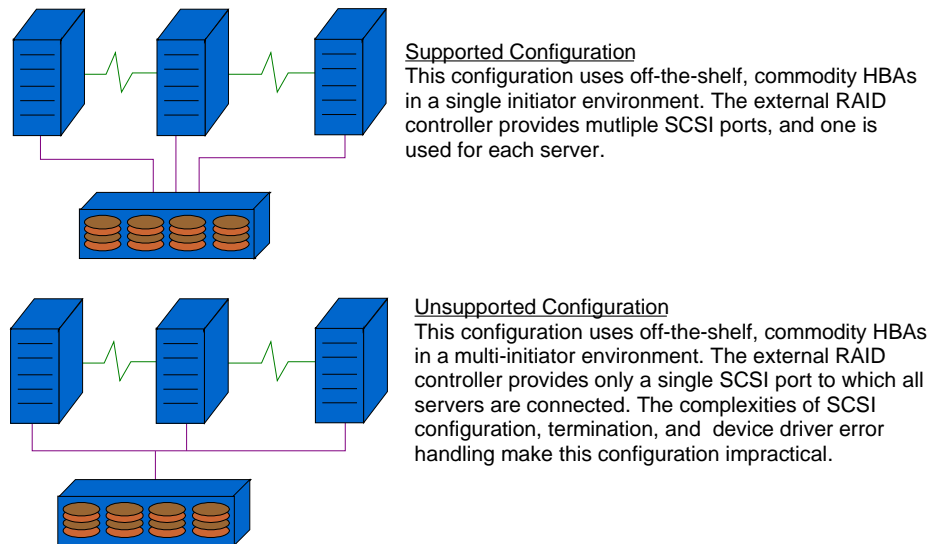 Supported Configuration
This configuration uses off-the-shelf, commodity HBAs
in a single initiator environment. The external RAID
controller provides mutliple SCSI ports, and one is
used for each server.
Unsupported Configuration
This configuration uses off-the-shelf, commodity HBAs
in a multi-initiator environment. The external RAID
controller provides only a single SCSI port to which all
servers are connected. The complexities of SCSI
configuration, termination, and device driver error
handling make this configuration impractical.